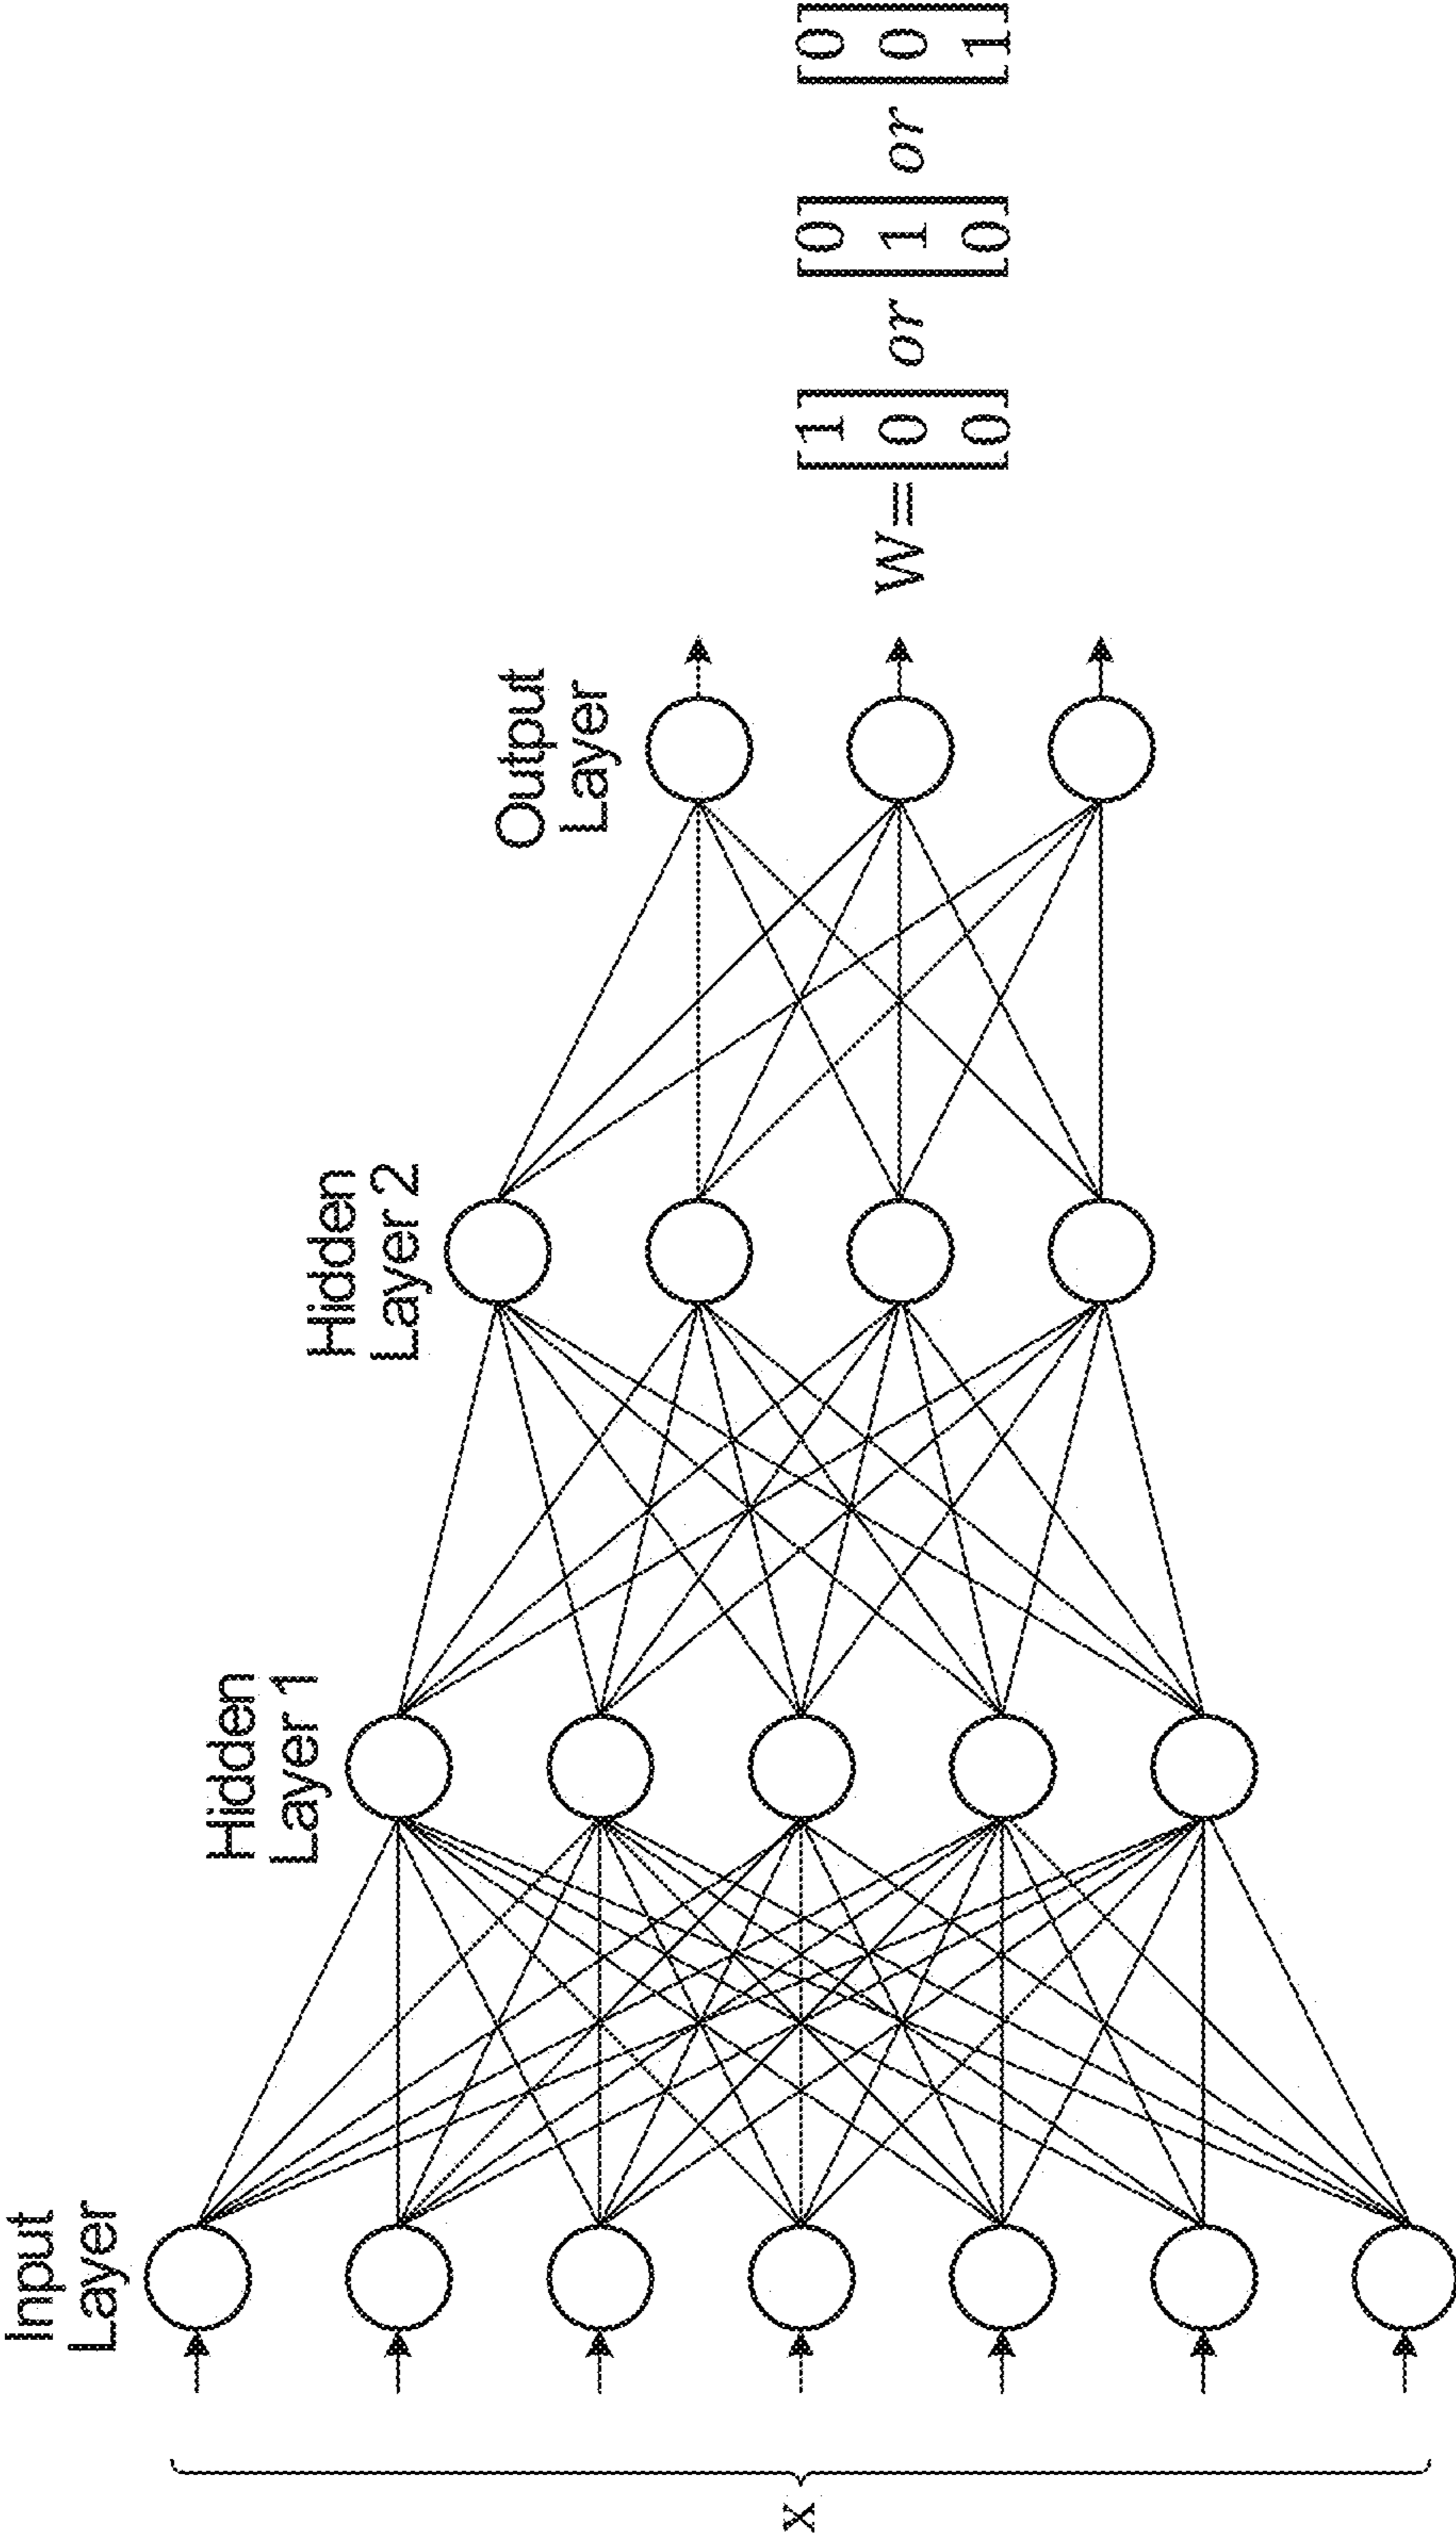 Input
Layer
Hidden
Layer 1
Hidden
Layer 2
Output
Layer
x
W= [1 0 0] or [0 1 0] or [0 0 1]